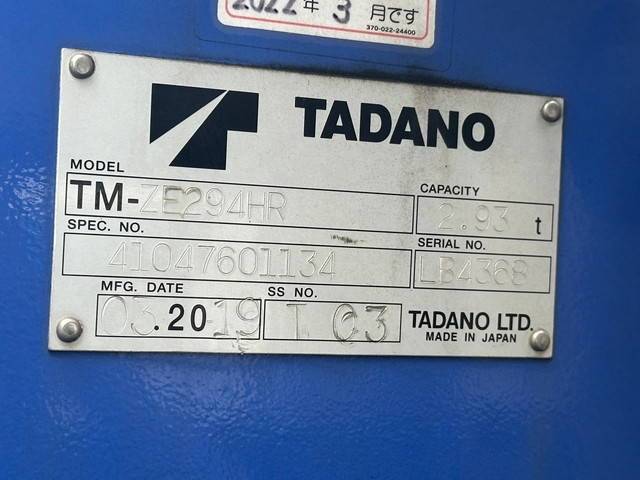 2022年 3 月です
370-022-24400
TADANO
MODEL
TM-ZE294HR
CAPACITY
2.93 t
SPEC. NO.
41047601134
SERIAL NO.
LB4368
MFG. DATE
03.2019
SS NO.
T 03
TADANO LTD.
MADE IN JAPAN